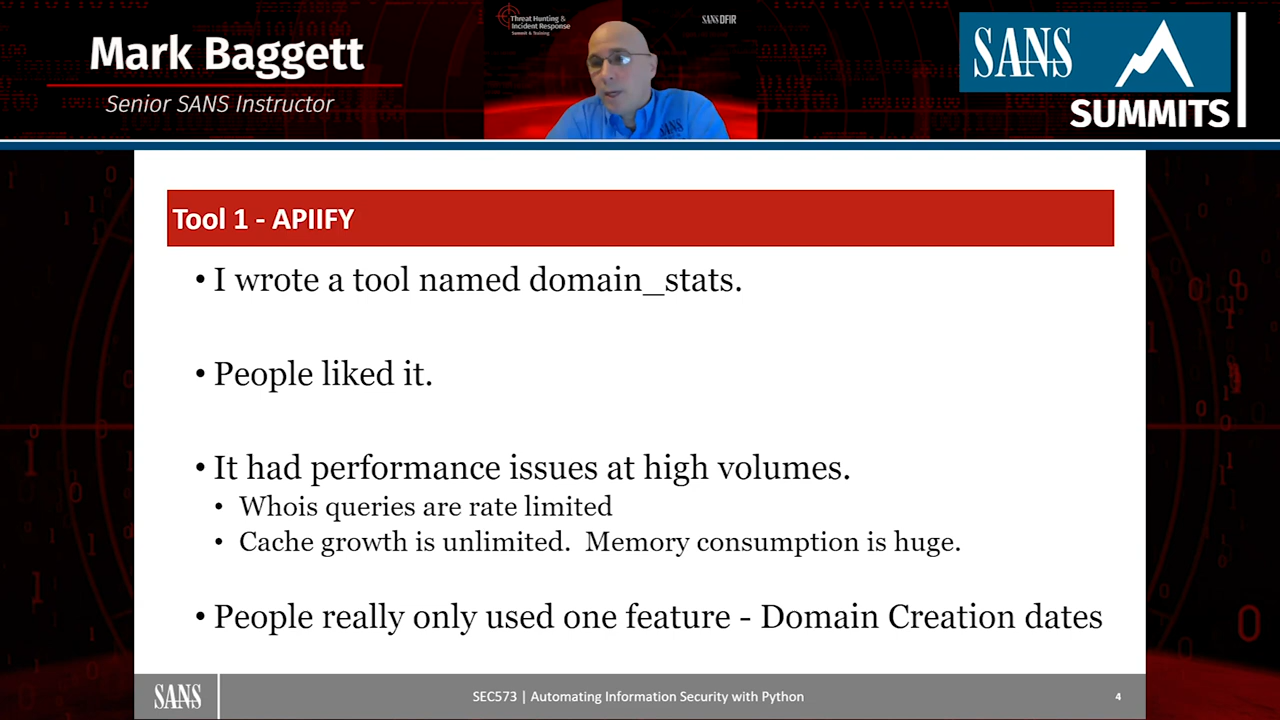 Mark Baggett
Senior SANS Instructor
Threat Hunting &
Incident Response
Summit & Training
SANS DFIR
SANS
SANS
SUMMITS
Tool 1 - APIIFY
• I wrote a tool named domain_stats.
• People liked it.
• It had performance issues at high volumes.
• Whois queries are rate limited
• Cache growth is unlimited. Memory consumption is huge.
• People really only used one feature - Domain Creation dates
SANS
SEC573 | Automating Information Security with Python
4